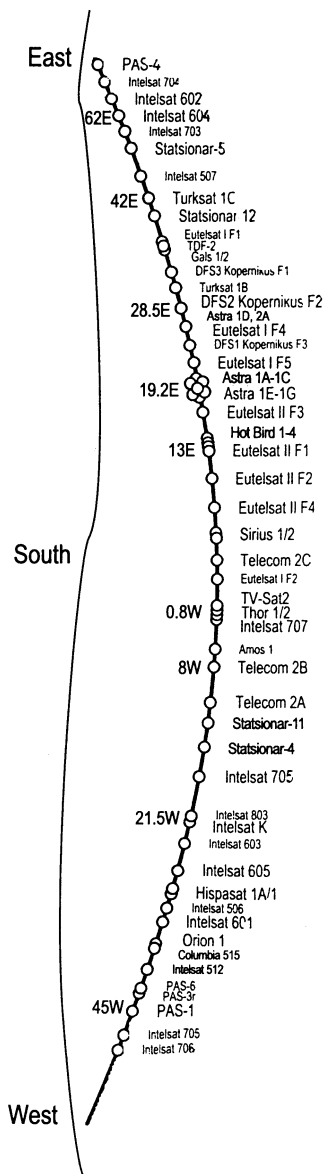 East
PAS-4
Intelsat 704
Intelsat 602
62E
Intelsat 604
Intelsat 703
Statsionar-5
Intelsat 507
42E
Turksat 1C
Statsionar 12
Eutelsat I F1
TDF-2
Gals 1/2
DFS3 Kopernikus F1
Turksat 1B
DFS2 Kopernikus F2
28.5E
Astra 1D, 2A
Eutelsat I F4
DFS1 Kopernikus F3
Eutelsat I F5
Astra 1A-1C
19.2E
Astra 1E-1G
Eutelsat II F3
Hot Bird 1-4
13E
Eutelsat II F1
Eutelsat II F2
Eutelsat II F4
Sirius 1/2
South
Telecom 2C
Eutelsat I F2
TV-Sat2
0.8W
Thor 1/2
Intelsat 707
Amos 1
8W
Telecom 2B
Telecom 2A
Statsionar-11
Statsionar-4
Intelsat 705
21.5W
Intelsat 803
Intelsat K
Intelsat 603
Intelsat 605
Hispasat 1A/1
Intelsat 506
Intelsat 601
Orion 1
Columbia 515
Intelsat 512
PAS-6
PAS-3r
45W
PAS-1
Intelsat 705
Intelsat 706
West